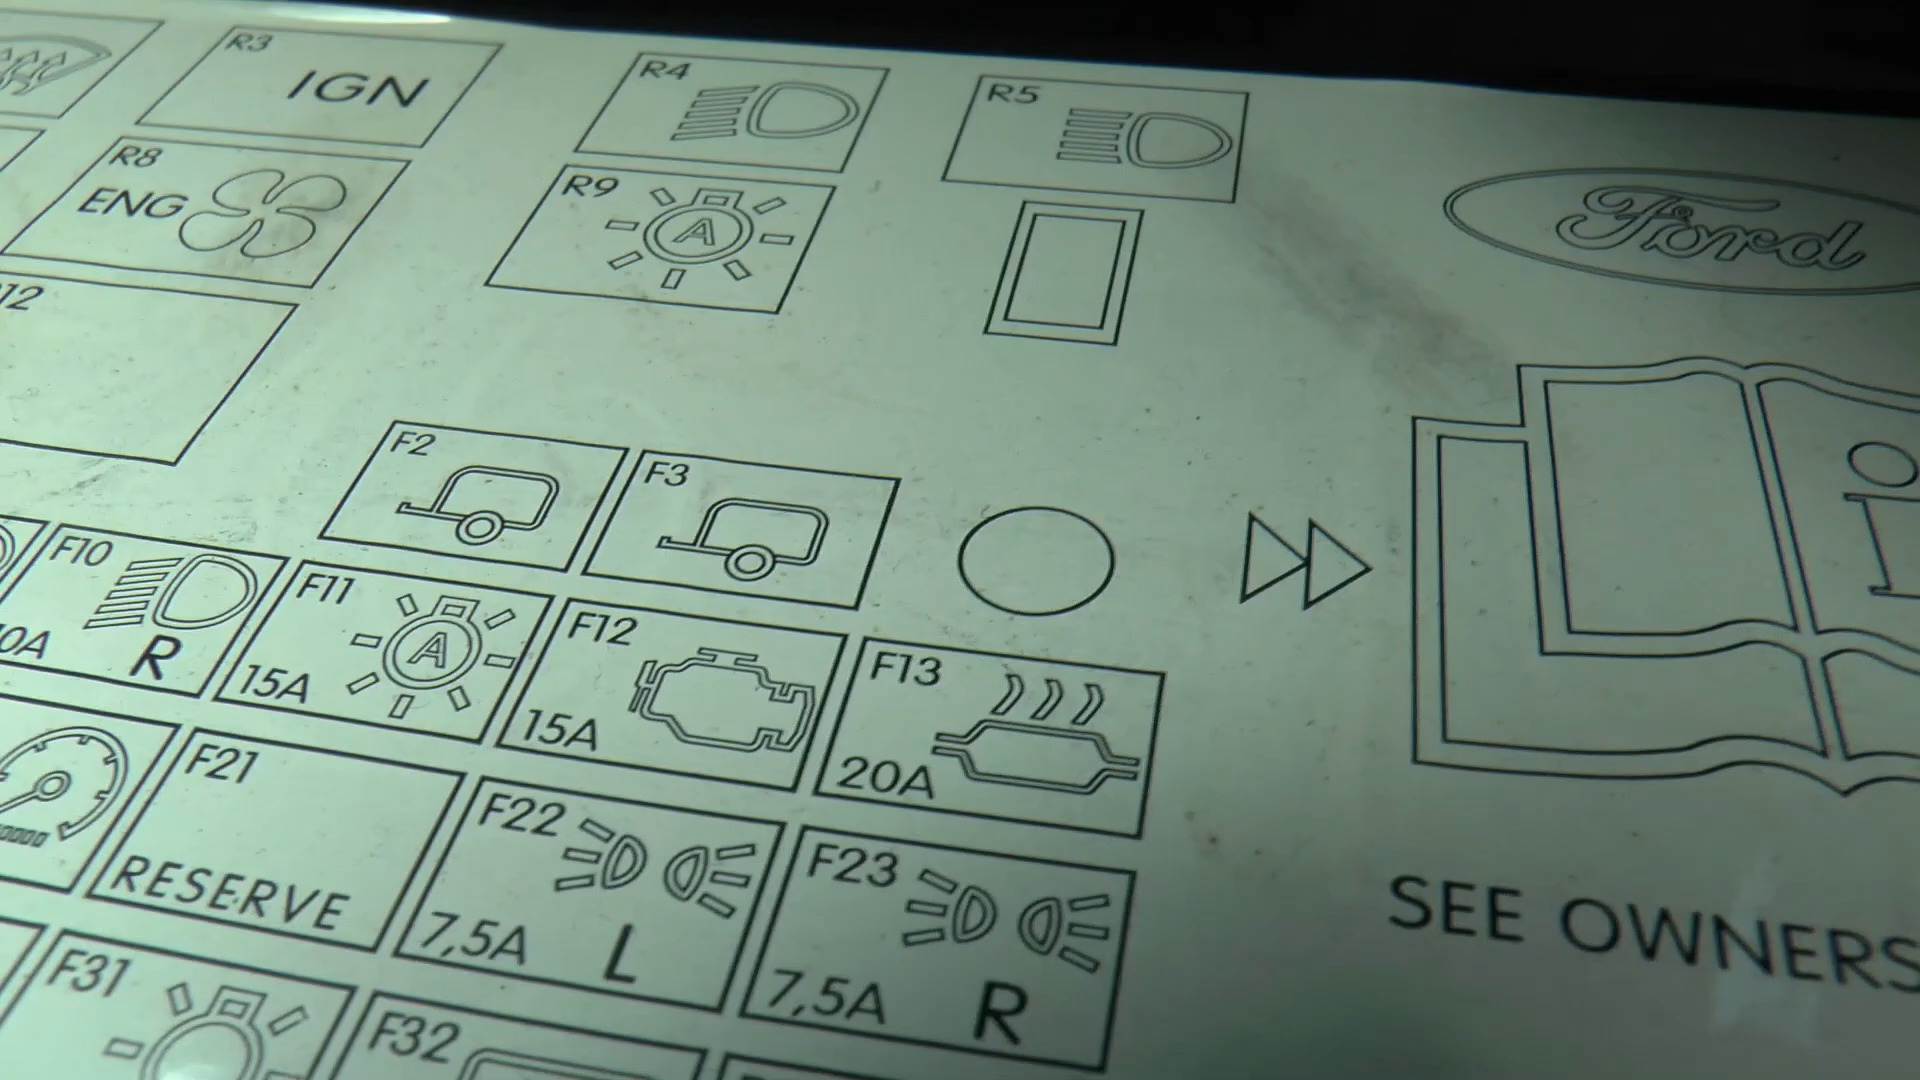 R3
IGN
R4
R5
R8
ENG
R9
A
Ford
12
F2
F3
F10
R
F11
15A
A
F12
15A
F13
20A
F21
RESERVE
F22
7,5A L
F23
7,5A R
SEE OWNERS
F31
F32